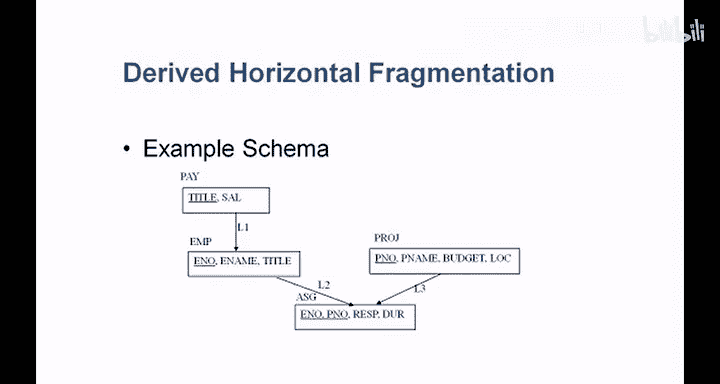 bilibili
Derived Horizontal Fragmentation
• Example Schema
PAY
TITLE, SAL
L1
EMP
PROJ
ENO, ENAME, TITLE
PNO, PNAME, BUDGET, LOC
L2
L3
ASG
ENO, PNO, RESP, DUR